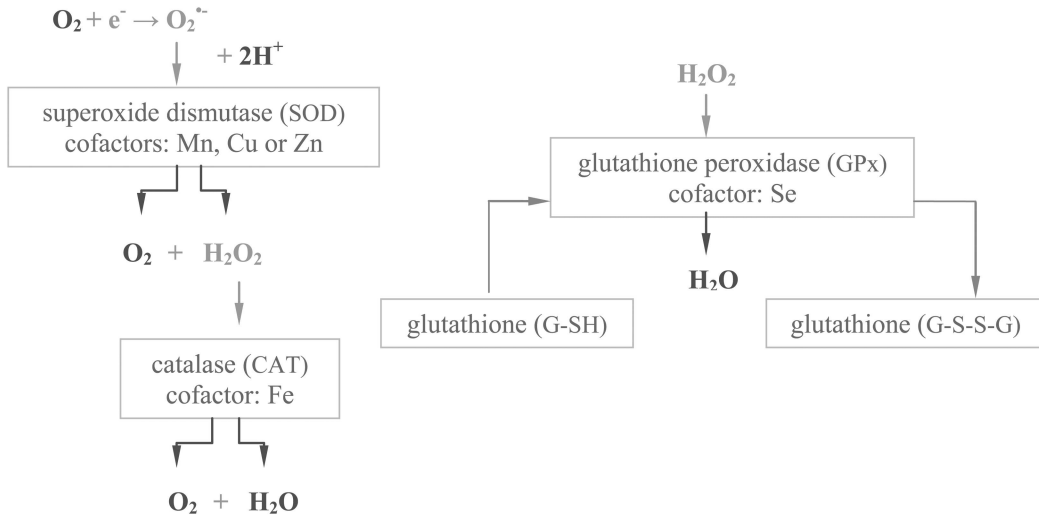 O₂ + e⁻ → O₂•⁻
+ 2H⁺
superoxide dismutase (SOD)
cofactors: Mn, Cu or Zn
O₂ + H₂O₂
catalase (CAT)
cofactor: Fe
O₂ + H₂O
H₂O₂
glutathione peroxidase (GPx)
cofactor: Se
H₂O
glutathione (G-SH)
glutathione (G-S-S-G)